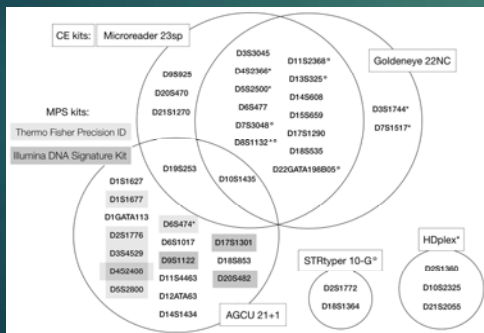 CE kits: Microreader 23sp
Goldeneye 22NC
D9S925
D20S470
D21S1270
D3S3045
D4S2366*
D5S2500*
D6S477
D7S3048°
D8S1132*°
D11S2368°
D13S325°
D14S608
D15S659
D17S1290
D18S535
D22GATA198B05°
D3S1744*
D7S1517*
MPS kits:
Thermo Fisher Precision ID
Illumina DNA Signature Kit
D19S253
D10S1435
D1S1627
D1S1677
D1GATA113
D2S1776
D3S4529
D4S2408
D5S2800
D6S474*
D6S1017
D9S1122
D11S4463
D12ATA63
D14S1434
D17S1301
D18S853
D20S482
AGCU 21+1
STRtyper 10-G°
D2S1772
D18S1364
HDplex*
D2S1360
D10S2325
D21S2055